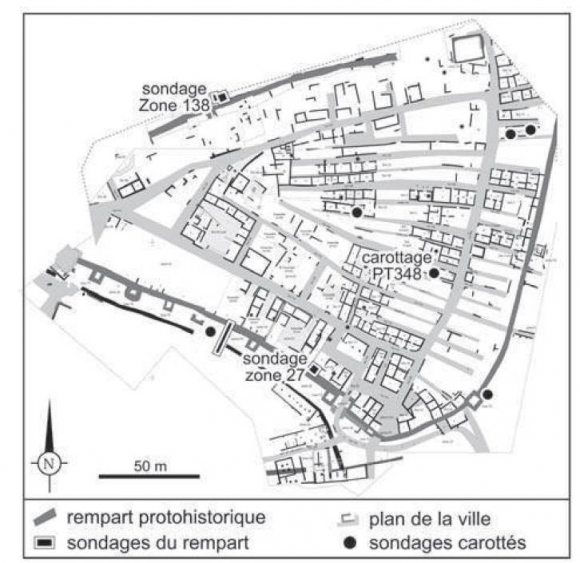 sondage
Zone 138
carottage
PT348
sondage
zone 27
N
50 m
rempart protohistorique
plan de la ville
sondages du rempart
sondages carottés